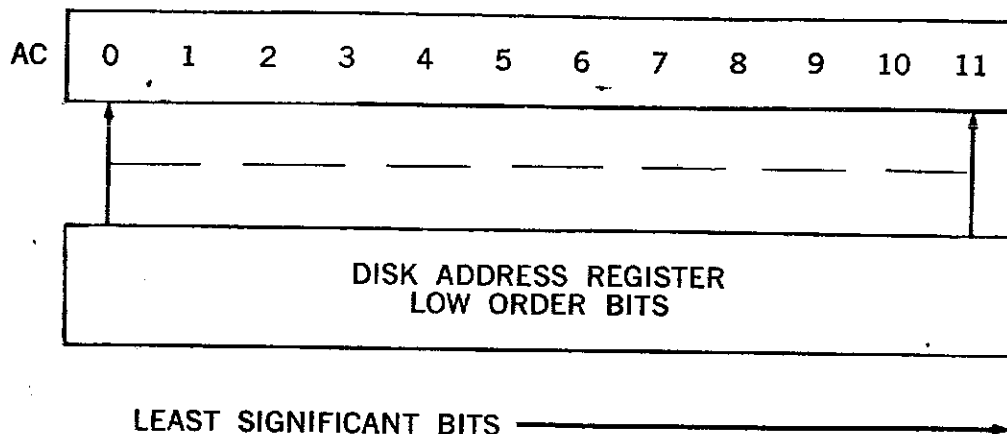 AC 0 1 2 3 4 5 6 7 8 9 10 11
DISK ADDRESS REGISTER
LOW ORDER BITS
LEAST SIGNIFICANT BITS